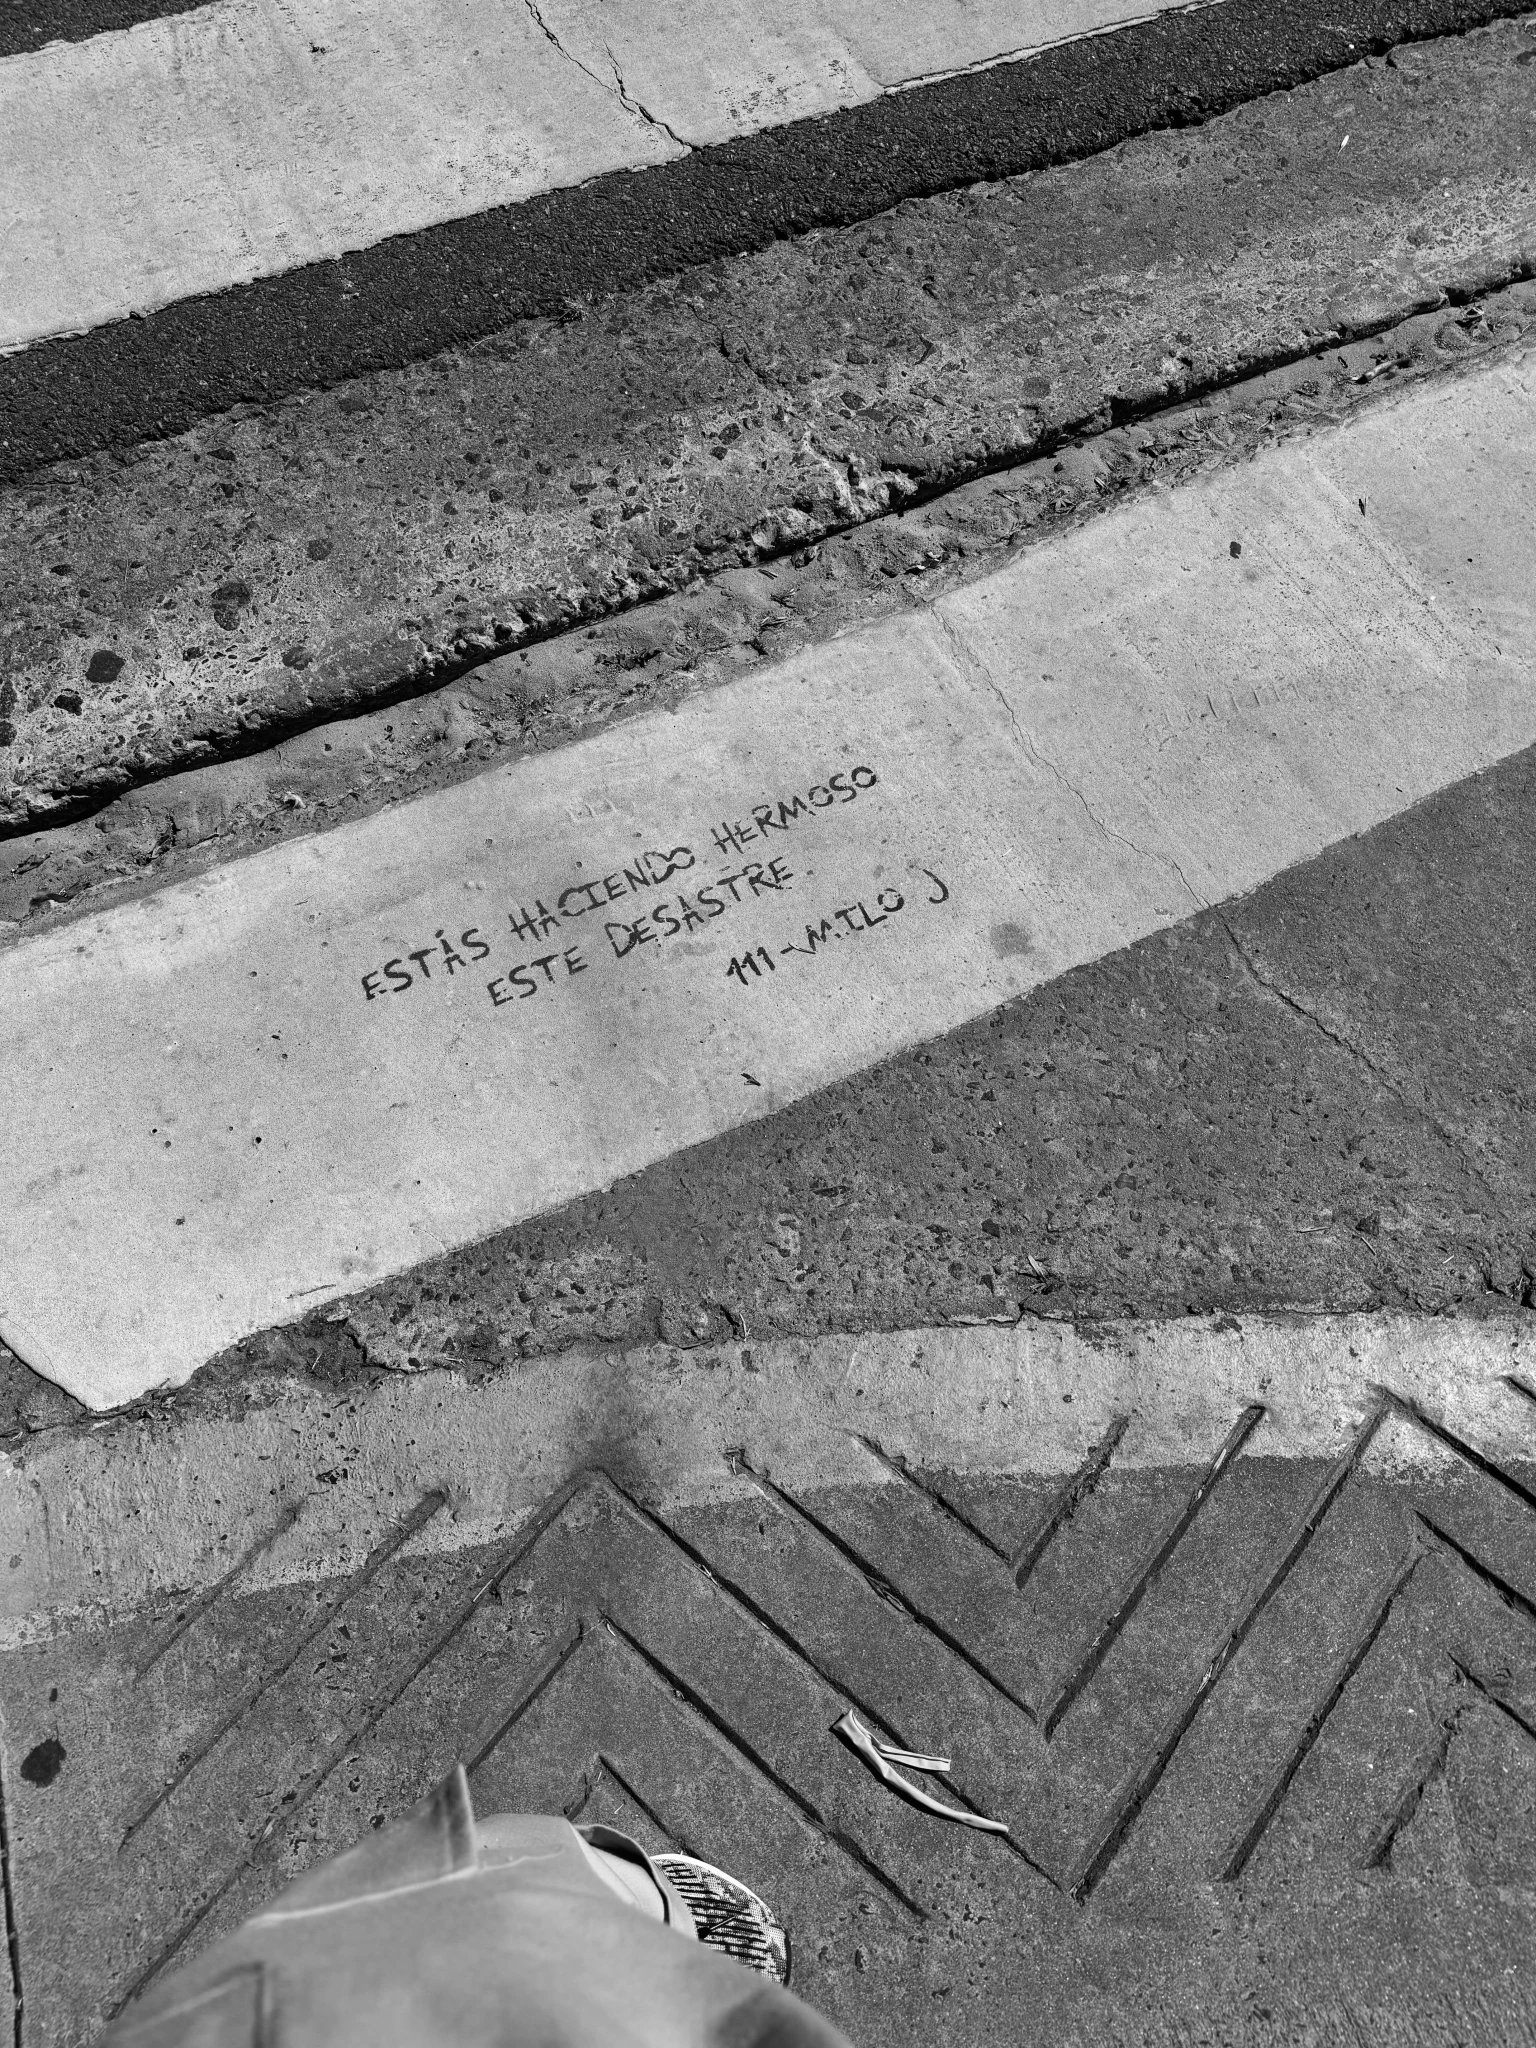 ESTÁS HACIENDO HERMOSO
ESTE DESASTRE.
111-MILO J